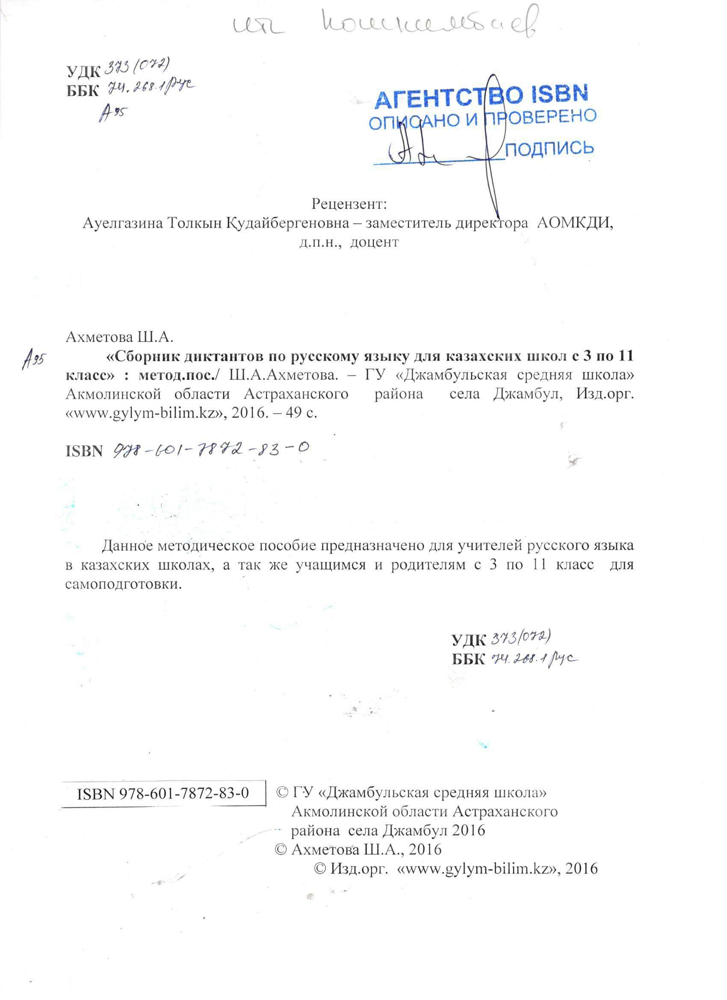 ип Кошкимбаев
УДК 373(072)
ББК 74.268.1рус
А95
АГЕНТСТВО ISBN
ОПИСАНО И ПРОВЕРЕНО
ПОДПИСЬ
Рецензент:
Ауелгазина Толкын Қудайбергеновна – заместитель директора АОМКДИ,
д.п.н., доцент
Ахметова Ш.А.
А95
«Сборник диктантов по русскому языку для казахских школ с 3 по 11
класс» : метод.пос./ Ш.А.Ахметова. – ГУ «Джамбульская средняя школа»
Акмолинской области Астраханского района села Джамбул, Изд.орг.
«www.gylym-bilim.kz», 2016. – 49 с.
ISBN 978-601-7872-83-0
Данное методическое пособие предназначено для учителей русского языка
в казахских школах, а так же учащимся и родителям с 3 по 11 класс для
самоподготовки.
УДК 373(072)
ББК 74.268.1рус
ISBN 978-601-7872-83-0
© ГУ «Джамбульская средняя школа»
Акмолинской области Астраханского
района села Джамбул 2016
© Ахметова Ш.А., 2016
© Изд.орг. «www.gylym-bilim.kz», 2016